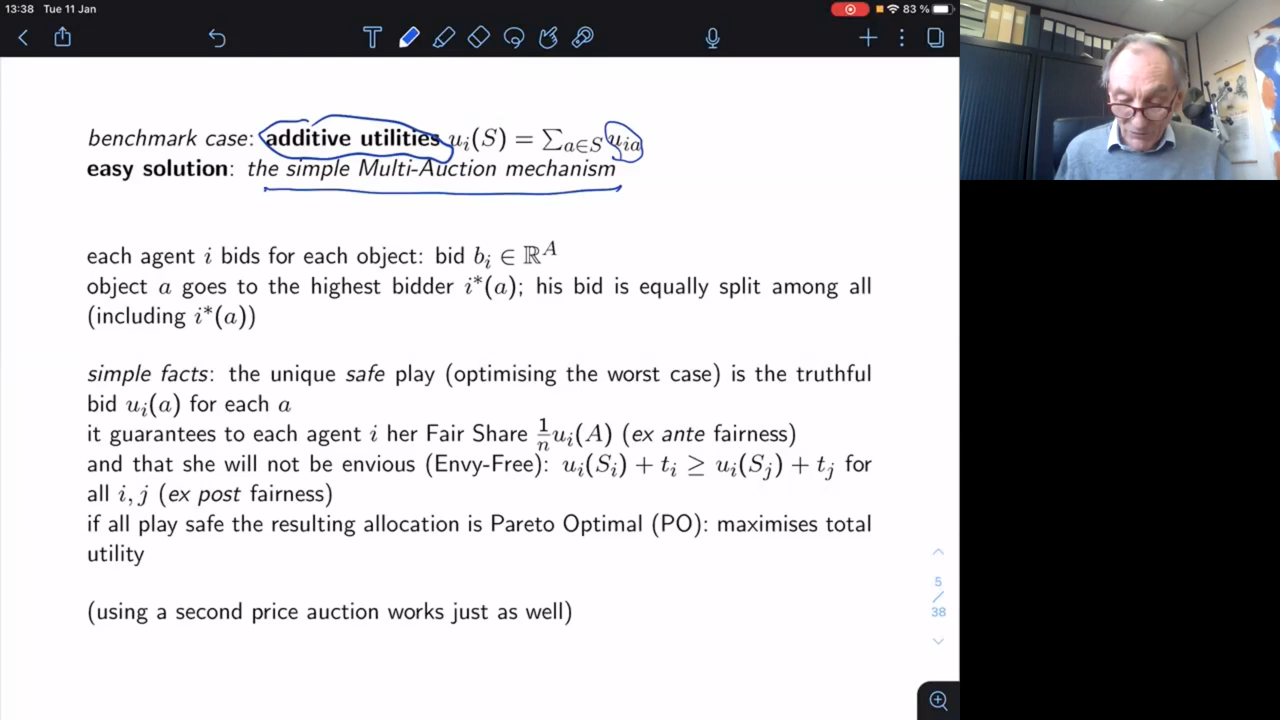 13:38 Tue 11 Jan
83 %
benchmark case: additive utilities u_i(S) = ∑_{a∈S} u_{ia}
easy solution: the simple Multi-Auction mechanism
each agent i bids for each object: bid b_i ∈ ℝ^A
object a goes to the highest bidder i*(a); his bid is equally split among all
(including i*(a))
simple facts: the unique safe play (optimising the worst case) is the truthful
bid u_i(a) for each a
it guarantees to each agent i her Fair Share 1/n u_i(A) (ex ante fairness)
and that she will not be envious (Envy-Free): u_i(S_i) + t_i ≥ u_i(S_j) + t_j for
all i, j (ex post fairness)
if all play safe the resulting allocation is Pareto Optimal (PO): maximises total
utility
(using a second price auction works just as well)
5
/
38